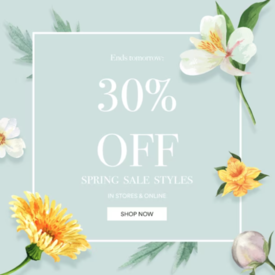 Ends tomorrow!
30%
OFF
SPRING SALE STYLES
IN STORES & ONLINE
SHOP NOW